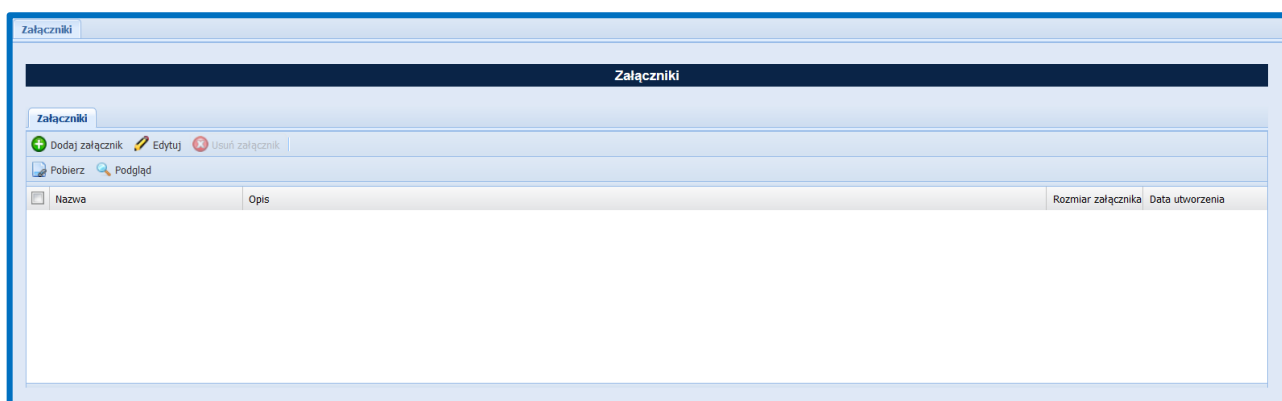 Załączniki
Załączniki
Załączniki
Dodaj załącznik Edytuj Usuń załącznik
Pobierz Podgląd
Nazwa Opis Rozmiar załącznika Data utworzenia